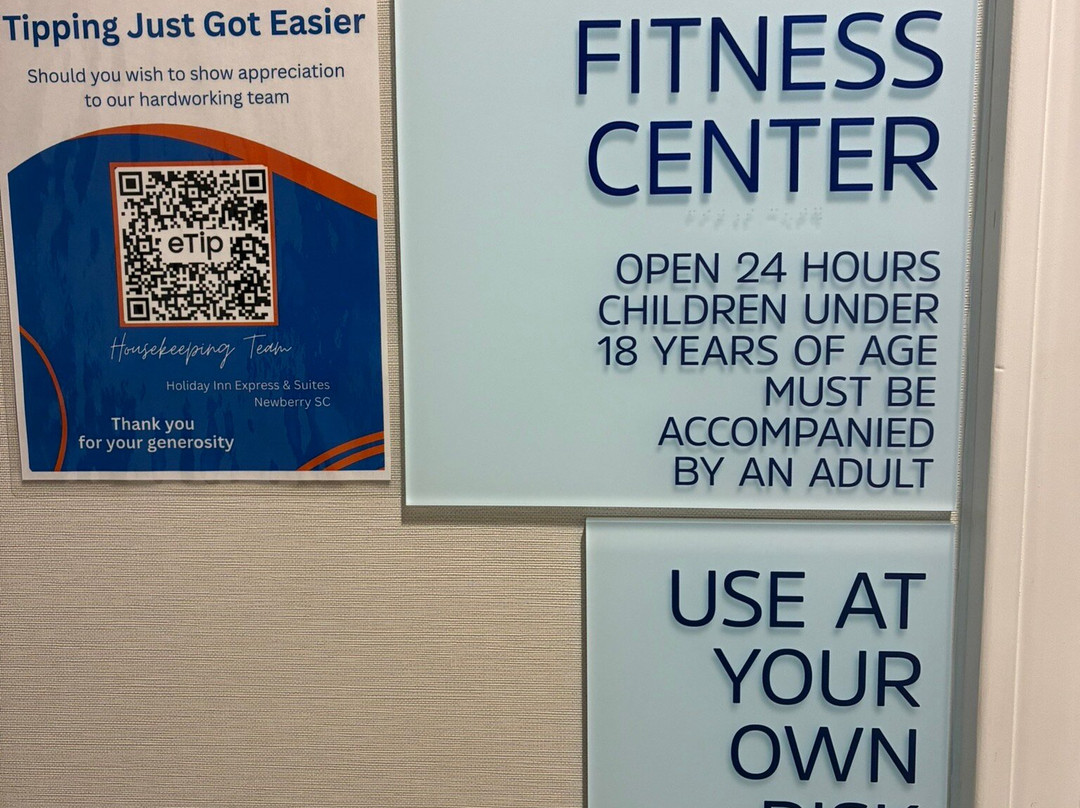 Tipping Just Got Easier
Should you wish to show appreciation
to our hardworking team
eTip
Housekeeping Team
Holiday Inn Express & Suites
Newberry SC
Thank you
for your generosity
FITNESS
CENTER
OPEN 24 HOURS
CHILDREN UNDER
18 YEARS OF AGE
MUST BE
ACCOMPANIED
BY AN ADULT
USE AT
YOUR
OWN
RISK